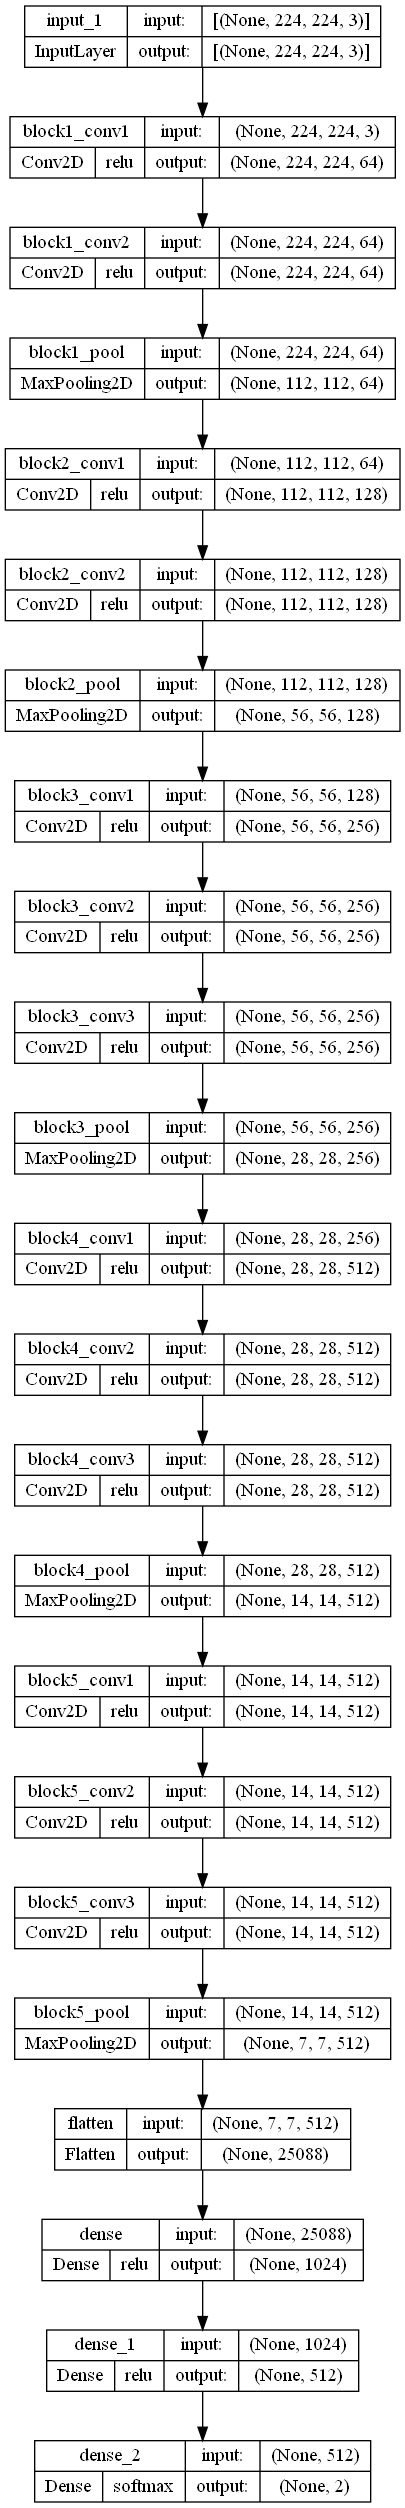 input_1 input: [(None, 224, 224, 3)]
InputLayer output: [(None, 224, 224, 3)]
block1_conv1 input: (None, 224, 224, 3)
Conv2D relu output: (None, 224, 224, 64)
block1_conv2 input: (None, 224, 224, 64)
Conv2D relu output: (None, 224, 224, 64)
block1_pool input: (None, 224, 224, 64)
MaxPooling2D output: (None, 112, 112, 64)
block2_conv1 input: (None, 112, 112, 64)
Conv2D relu output: (None, 112, 112, 128)
block2_conv2 input: (None, 112, 112, 128)
Conv2D relu output: (None, 112, 112, 128)
block2_pool input: (None, 112, 112, 128)
MaxPooling2D output: (None, 56, 56, 128)
block3_conv1 input: (None, 56, 56, 128)
Conv2D relu output: (None, 56, 56, 256)
block3_conv2 input: (None, 56, 56, 256)
Conv2D relu output: (None, 56, 56, 256)
block3_conv3 input: (None, 56, 56, 256)
Conv2D relu output: (None, 56, 56, 256)
block3_pool input: (None, 56, 56, 256)
MaxPooling2D output: (None, 28, 28, 256)
block4_conv1 input: (None, 28, 28, 256)
Conv2D relu output: (None, 28, 28, 512)
block4_conv2 input: (None, 28, 28, 512)
Conv2D relu output: (None, 28, 28, 512)
block4_conv3 input: (None, 28, 28, 512)
Conv2D relu output: (None, 28, 28, 512)
block4_pool input: (None, 28, 28, 512)
MaxPooling2D output: (None, 14, 14, 512)
block5_conv1 input: (None, 14, 14, 512)
Conv2D relu output: (None, 14, 14, 512)
block5_conv2 input: (None, 14, 14, 512)
Conv2D relu output: (None, 14, 14, 512)
block5_conv3 input: (None, 14, 14, 512)
Conv2D relu output: (None, 14, 14, 512)
block5_pool input: (None, 14, 14, 512)
MaxPooling2D output: (None, 7, 7, 512)
flatten input: (None, 7, 7, 512)
Flatten output: (None, 25088)
dense input: (None, 25088)
Dense relu output: (None, 1024)
dense_1 input: (None, 1024)
Dense relu output: (None, 512)
dense_2 input: (None, 512)
Dense softmax output: (None, 2)